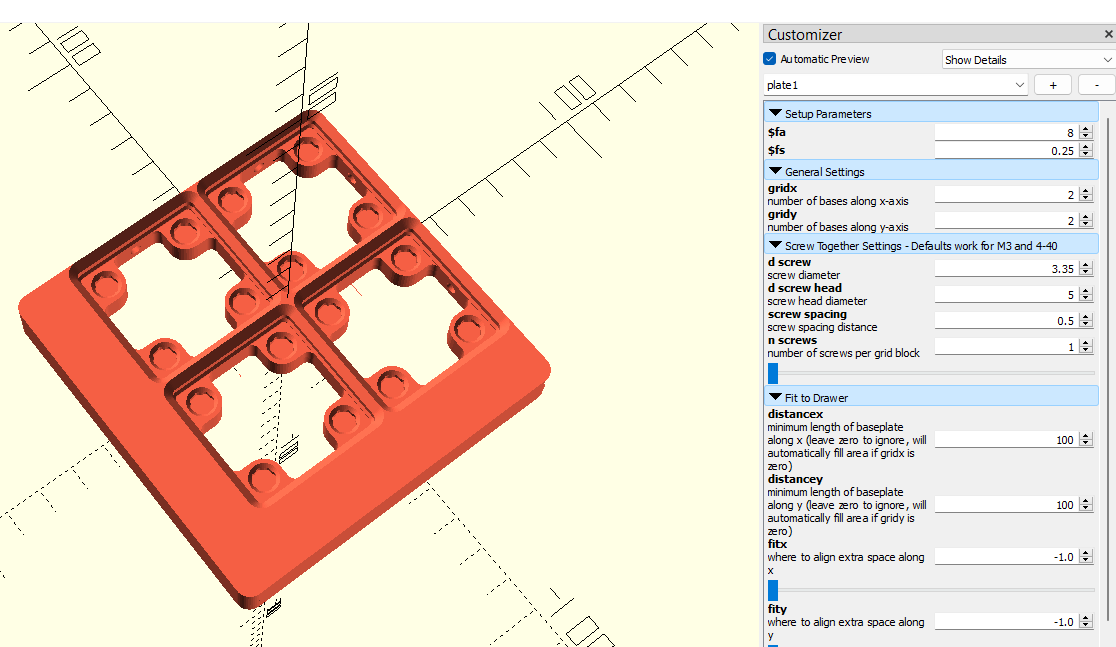 Customizer
Automatic Preview
Show Details
plate1
+
-
Setup Parameters
$fa
8
$fs
0.25
General Settings
gridx
number of bases along x-axis
2
gridy
number of bases along y-axis
2
Screw Together Settings - Defaults work for M3 and 4-40
d screw
screw diameter
3.35
d screw head
screw head diameter
5
screw spacing
screw spacing distance
0.5
n screws
number of screws per grid block
1
Fit to Drawer
distancex
minimum length of baseplate
along x (leave zero to ignore, will
automatically fill area if gridx is
zero)
100
distancey
minimum length of baseplate
along y (leave zero to ignore, will
automatically fill area if gridy is
zero)
100
fitx
where to align extra space along
x
-1.0
fity
where to align extra space along
y
-1.0